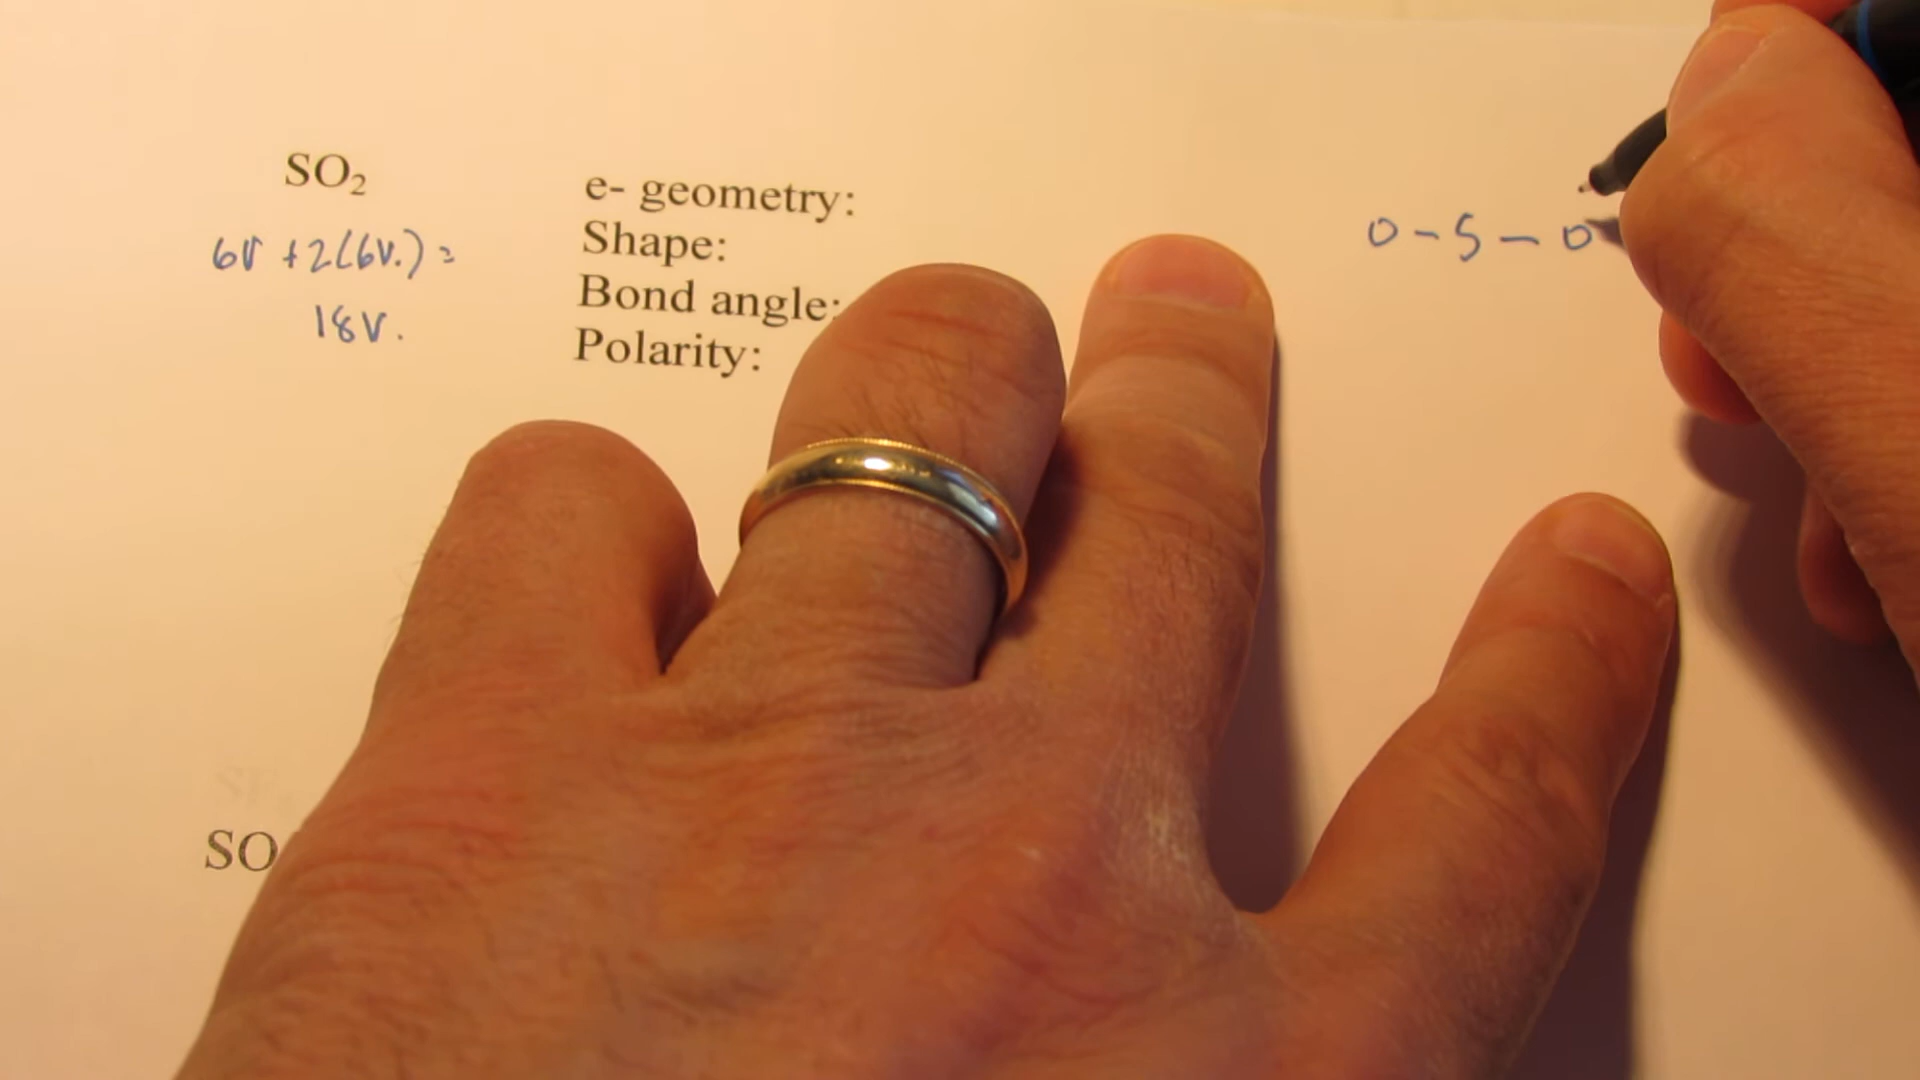 SO₂
6V + 2(6V.) =
18V.
e- geometry:
Shape:
Bond angle:
Polarity:
O - S - O
SO